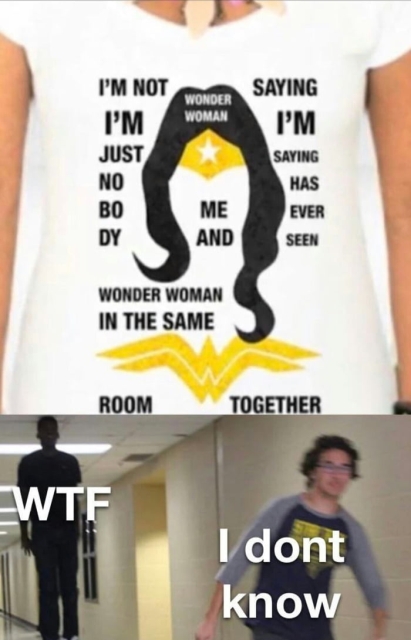 I'M NOT WONDER SAYING
I'M WOMAN I'M
JUST SAYING
NO HAS
BO ME EVER
DY AND SEEN
WONDER WOMAN
IN THE SAME
ROOM TOGETHER
WTF
I dont
know